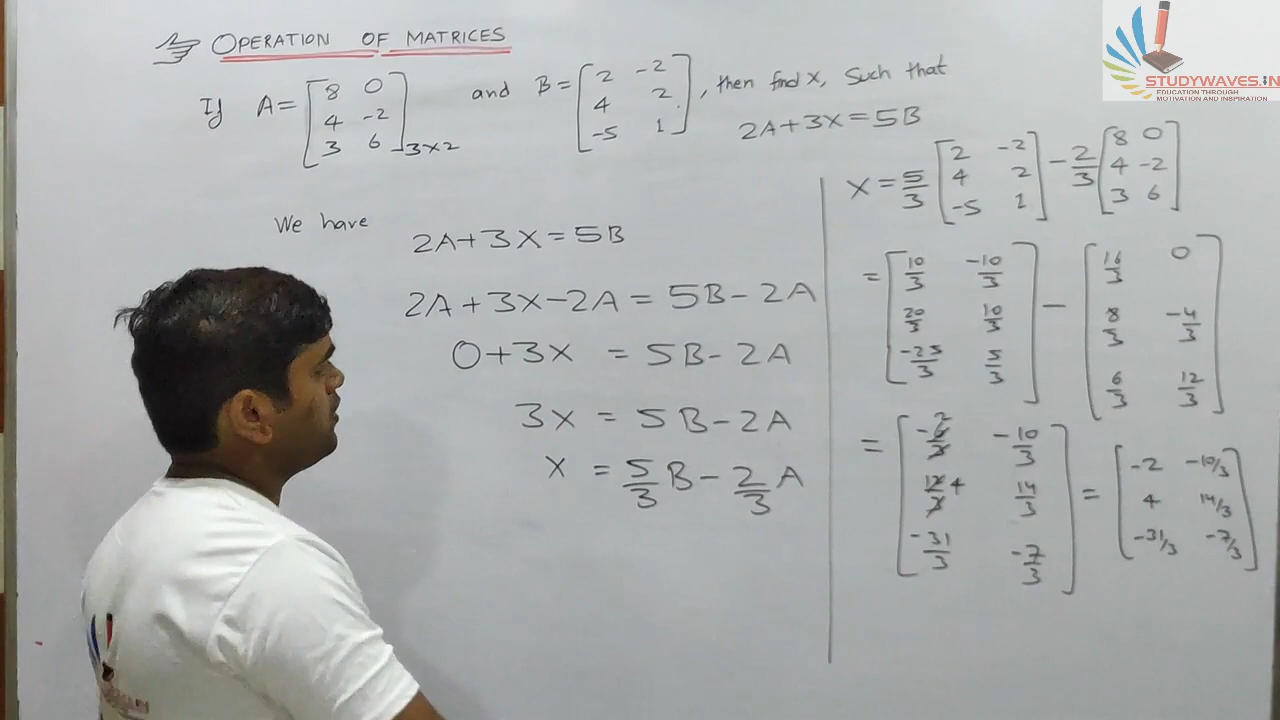 OPERATION OF MATRICES
If A = [8 0; 4 -2; 3 6]3×2 and B = [2 -2; 4 2; -5 1], then find X, Such that
2A+3X=5B
We have
2A+3X=5B
2A+3X-2A = 5B-2A
0+3X = 5B-2A
3X = 5B-2A
X = 5/3 B - 2/3 A
X = 5/3 [2 -2; 4 2; -5 1] - 2/3 [8 0; 4 -2; 3 6]
= [10/3 -10/3; 20/3 10/3; -25/3 5/3] - [16/3 0; 8/3 -4/3; 6/3 12/3]
= [-6/3 2 -10/3; 12/3 4 14/3; -31/3 -7/3] = [-2 -10/3; 4 14/3; -31/3 -7/3]
STUDYWAVES.IN
EDUCATION THROUGH
MOTIVATION AND INSPIRATION